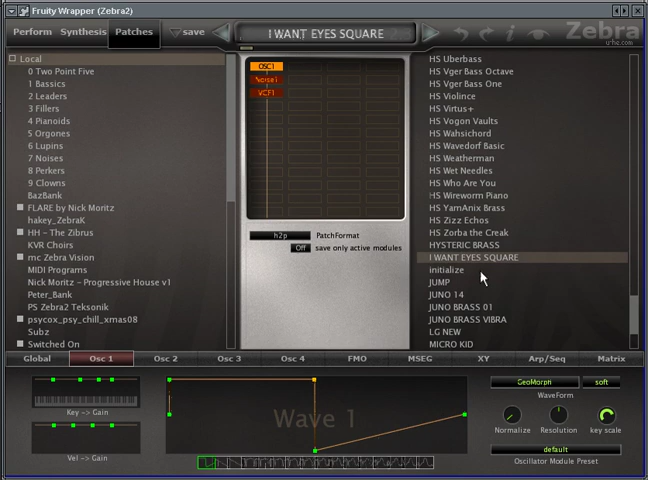 Fruity Wrapper (Zebra2)
Perform Synthesis Patches save I WANT EYES SQUARE Zebra
u-he.com
Local
0 Two Point Five
1 Bassics
2 Leaders
3 Fillers
4 Pianoids
5 Orgones
6 Lupins
7 Noises
8 Perkers
9 Clowns
BazBank
FLARE by Nick Moritz
hakey_ZebraK
HH - The Zibrus
KVR Choirs
mc Zebra Vision
MIDI Programs
Nick Moritz - Progressive House v1
Peter_Bank
PS Zebra2 Teksonik
psycox_psy_chill_xmas08
Subz
Switched On
OSC1
Noise1
VCF1
h2p PatchFormat
Off save only active modules
HS Uberbass
HS Vger Bass Octave
HS Vger Bass One
HS Violince
HS Virtus+
HS Vogon Vaults
HS Wahsichord
HS Wavedorf Basic
HS Weatherman
HS Wet Needles
HS Who Are You
HS Wireworm Piano
HS YamAnix Brass
HS Zizz Echos
HS Zorba the Creak
HYSTERIC BRASS
I WANT EYES SQUARE
initialize
JUMP
JUNO 14
JUNO BRASS 01
JUNO BRASS VIBRA
LG NEW
MICRO KID
Global Osc 1 Osc 2 Osc 3 Osc 4 FMO MSEG XY Arp/Seq Matrix
Key -> Gain
Vel -> Gain
Wave 1
GeoMorph soft
WaveForm
Normalize Resolution key scale
default
Oscillator Module Preset